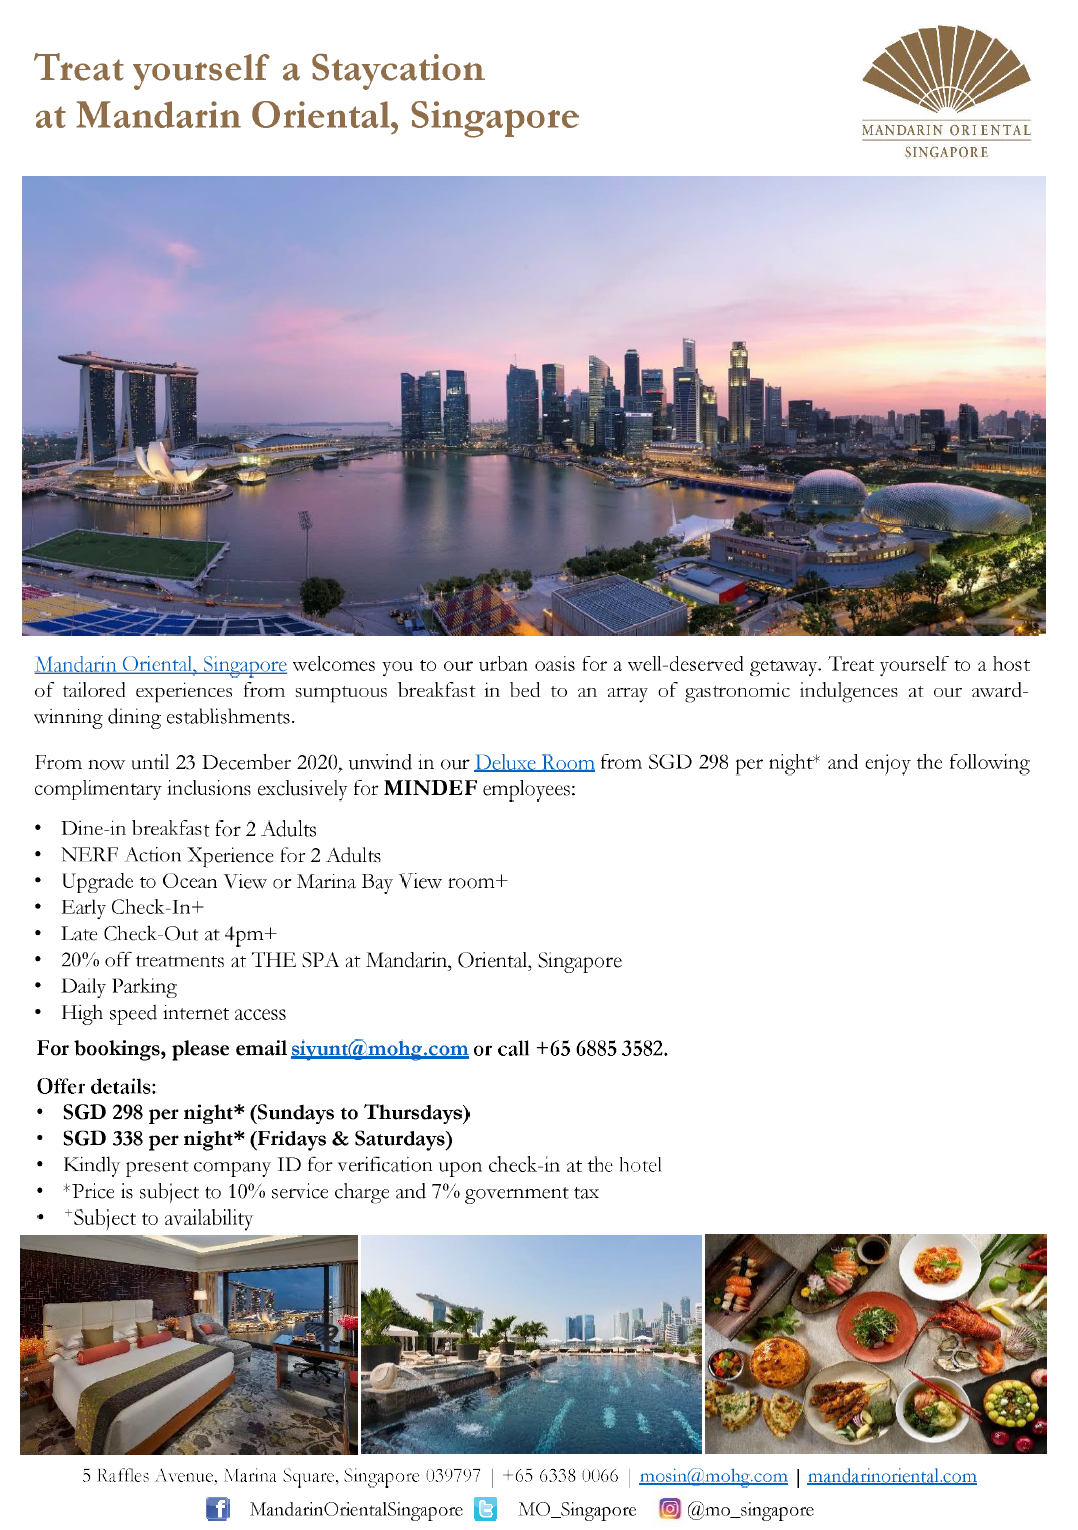 Treat yourself a Staycation
at Mandarin Oriental, Singapore
MANDARIN ORIENTAL
SINGAPORE
Mandarin Oriental, Singapore welcomes you to our urban oasis for a well-deserved getaway. Treat yourself to a host
of tailored experiences from sumptuous breakfast in bed to an array of gastronomic indulgences at our award-
winning dining establishments.
From now until 23 December 2020, unwind in our Deluxe Room from SGD 298 per night* and enjoy the following
complimentary inclusions exclusively for MINDEF employees:
• Dine-in breakfast for 2 Adults
• NERF Action Xperience for 2 Adults
• Upgrade to Ocean View or Marina Bay View room+
• Early Check-In+
• Late Check-Out at 4pm+
• 20% off treatments at THE SPA at Mandarin, Oriental, Singapore
• Daily Parking
• High speed internet access
For bookings, please email siyunt@mohg.com or call +65 6885 3582.
Offer details:
• SGD 298 per night* (Sundays to Thursdays)
• SGD 338 per night* (Fridays & Saturdays)
• Kindly present company ID for verification upon check-in at the hotel
• *Price is subject to 10% service charge and 7% government tax
• +Subject to availability
5 Raffles Avenue, Marina Square, Singapore 039797 | +65 6338 0066 | mosin@mohg.com | mandarinoriental.com
MandarinOrientalSingapore MO_Singapore @mo_singapore